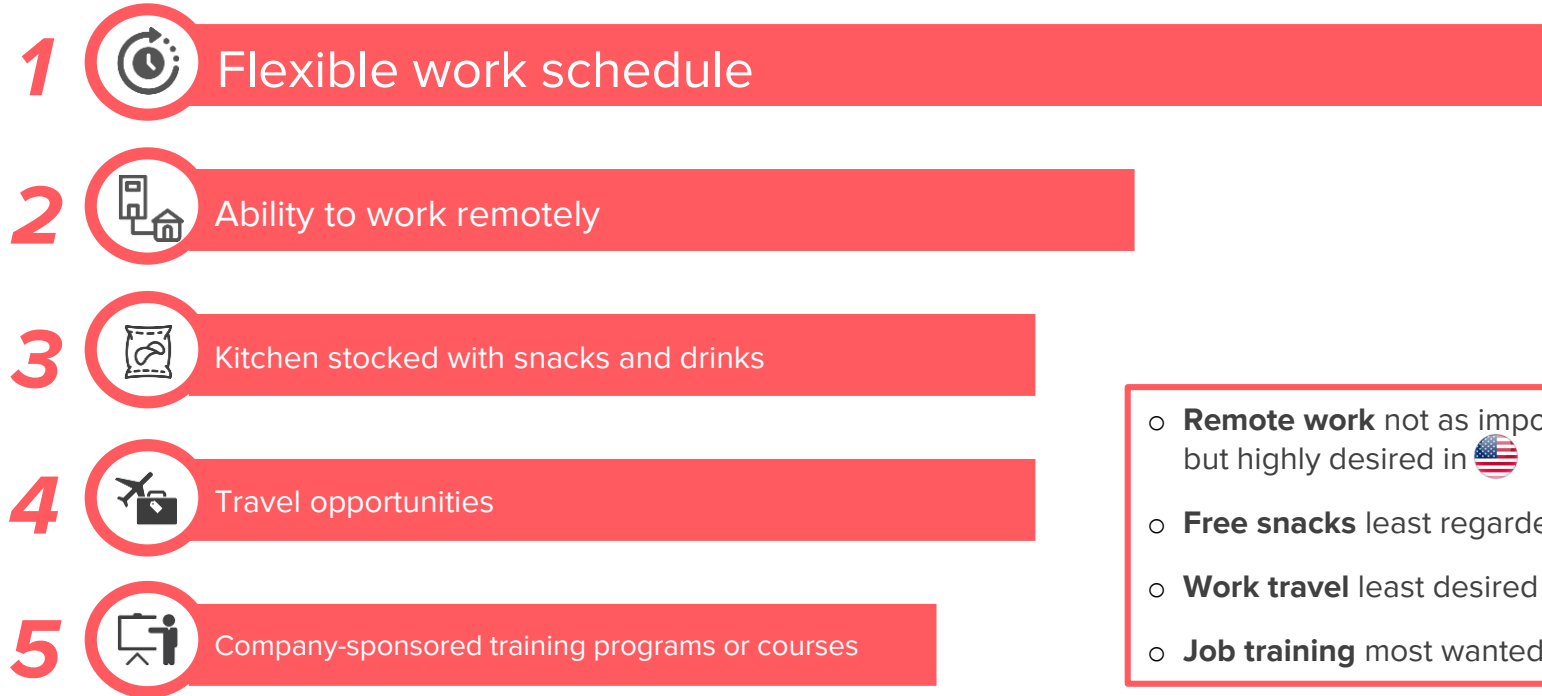 1 Flexible work schedule
2 Ability to work remotely
3 Kitchen stocked with snacks and drinks
4 Travel opportunities
5 Company-sponsored training programs or courses
Remote work not as
but highly desired in
Free snacks least
Work travel least desired
Job training most wanted